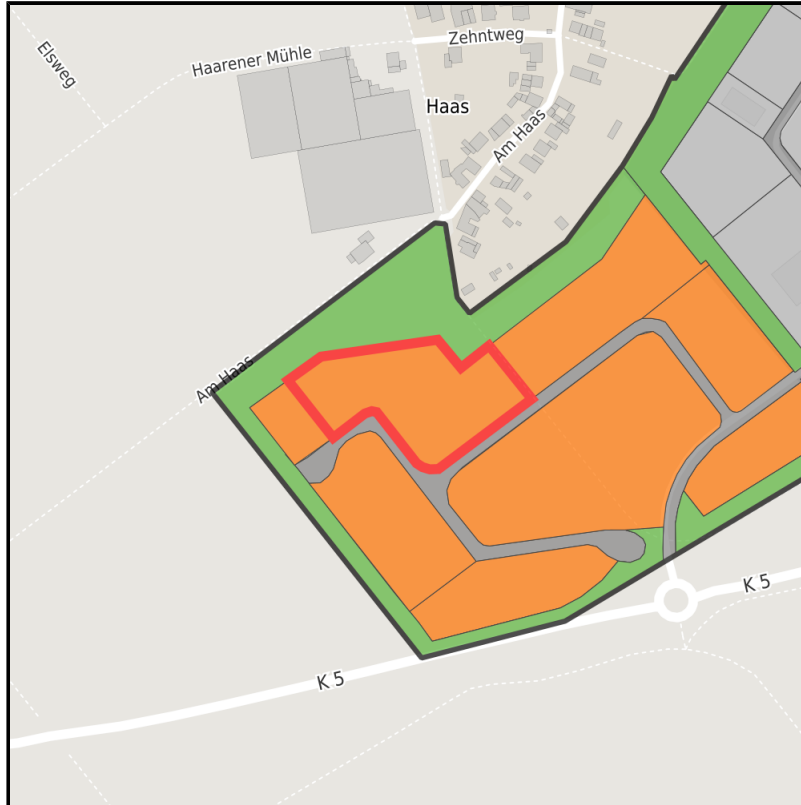 Zehntweg
Elsweg
Haarener Mühle
Haas
Am Haas
Am Haas
K 5
K 5